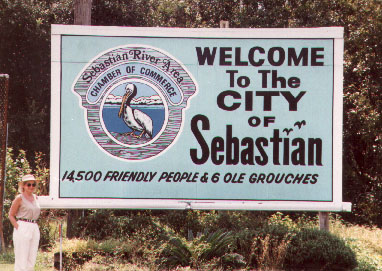 Sebastian River Area
CHAMBER OF COMMERCE
WELCOME
To The
CITY
OF
Sebastian
14,500 FRIENDLY PEOPLE & 6 OLE GROUCHES